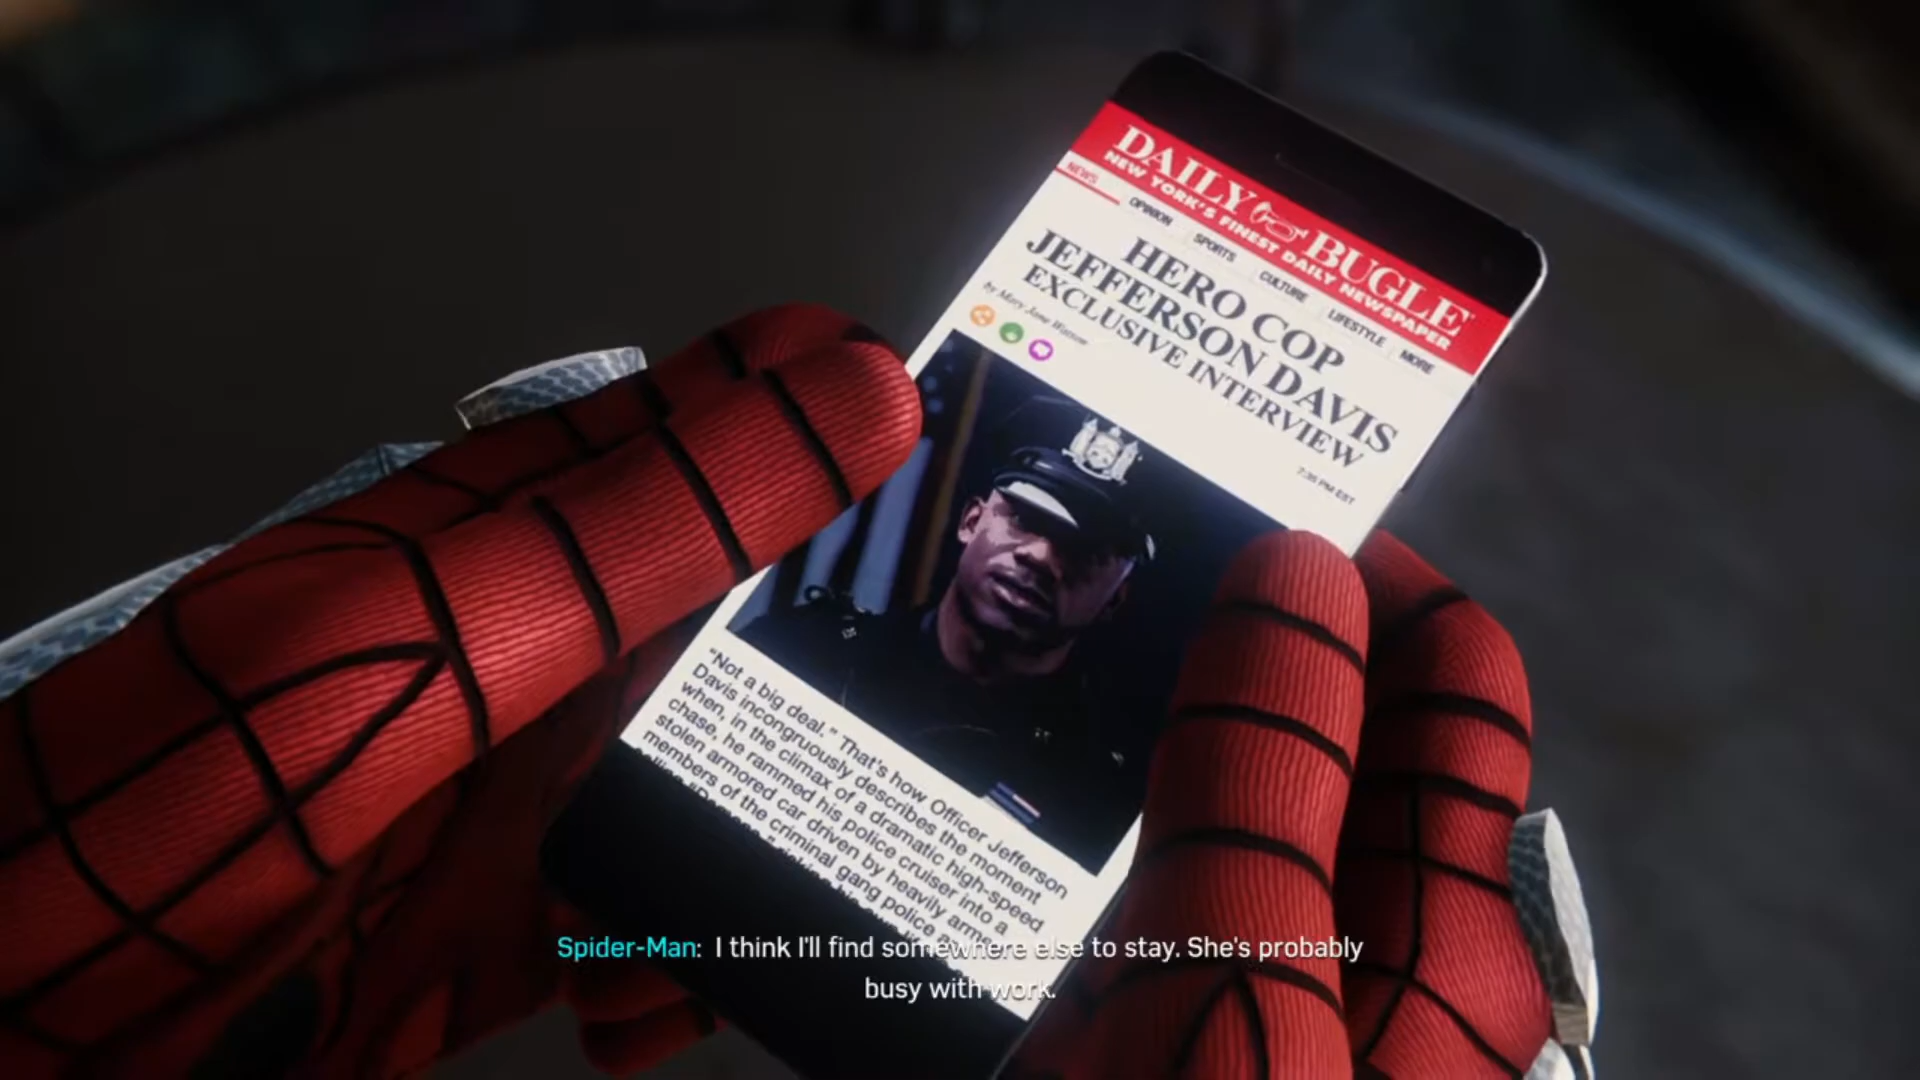 DAILY BUGLE
NEW YORK'S FINEST DAILY NEWSPAPER
NEWS OPINION SPORTS CULTURE LIFESTYLE MORE
HERO COP
JEFFERSON DAVIS
EXCLUSIVE INTERVIEW
by Mary Jane Watson
7:35 PM EST
"Not a big deal." That's how Officer Jefferson
Davis incongruously describes the moment
when, in the climax of a dramatic high-speed
chase, he rammed his police cruiser into a
stolen armored car driven by heavily
members of the criminal gang police
Spider-Man: I think I'll find somewhere else to stay. She's probably
busy with work.